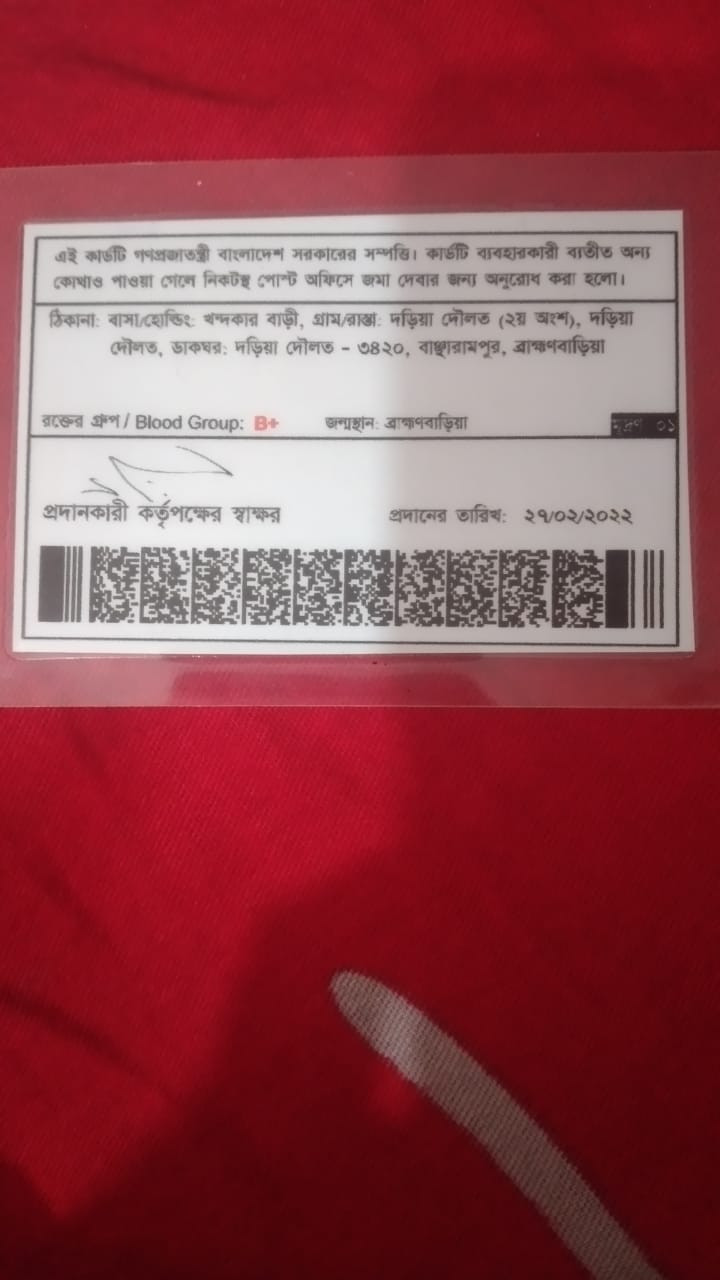 এই কার্ডটি গণপ্রজাতন্ত্রী বাংলাদেশ সরকারের সম্পত্তি। কার্ডটি ব্যবহারকারী ব্যতীত অন্য
কোথাও পাওয়া গেলে নিকটস্থ পোস্ট অফিসে জমা দেবার জন্য অনুরোধ করা হলো।
ঠিকানা: বাসা/হোল্ডিং: খন্দকার বাড়ী, গ্রাম/রাস্তা: দড়িয়া দৌলত (২য় অংশ), দড়িয়া
দৌলত, ডাকঘর: দড়িয়া দৌলত - ৩৪২০, বাঞ্ছারামপুর, ব্রাহ্মণবাড়িয়া
রক্তের গ্রুপ / Blood Group: B+ জন্মস্থান: ব্রাহ্মণবাড়িয়া মুদ্রণ ০১
প্রদানকারী কর্তৃপক্ষের স্বাক্ষর প্রদানের তারিখ: ২৭/০২/২০২২